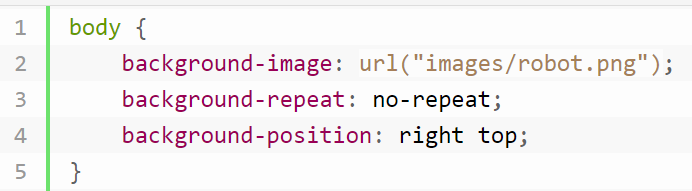 1 body {
2     background-image: url("images/robot.png");
3     background-repeat: no-repeat;
4     background-position: right top;
5 }